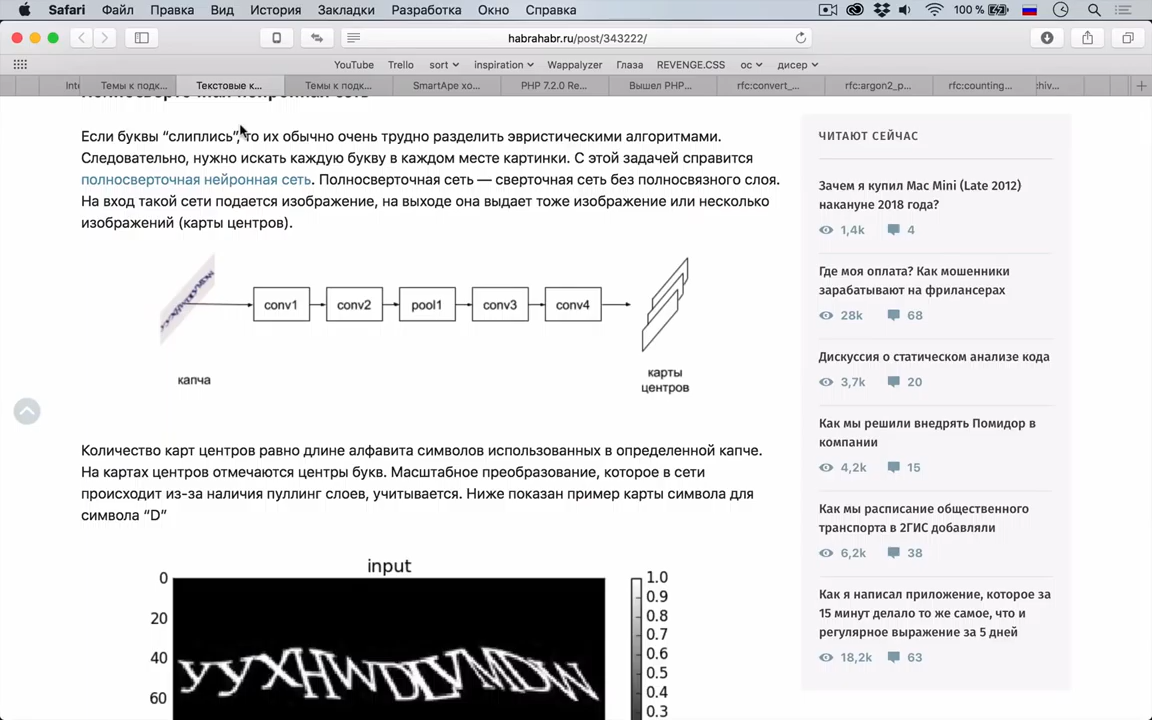 Safari Файл Правка Вид История Закладки Разработка Окно Справка 100 %
habrahabr.ru/post/343222/
YouTube Trello sort inspiration Wappalyzer Глаза REVENGE.CSS ос дисер
Темы к подк... Текстовые к... Темы к подк... SmartApe хо... PHP 7.2.0 Re... Вышел PHP... rfc:convert_... rfc:argon2_p... rfc:counting...
Если буквы “слиплись”, то их обычно очень трудно разделить эвристическими алгоритмами.
Следовательно, нужно искать каждую букву в каждом месте картинки. С этой задачей справится
полносверточная нейронная сеть. Полносверточная сеть — сверточная сеть без полносвязного слоя.
На вход такой сети подается изображение, на выходе она выдает тоже изображение или несколько
изображений (карты центров).
conv1 conv2 pool1 conv3 conv4
капча
карты
центров
Количество карт центров равно длине алфавита символов использованных в определенной капче.
На картах центров отмечаются центры букв. Масштабное преобразование, которое в сети
происходит из-за наличия пуллинг слоев, учитывается. Ниже показан пример карты символа для
символа “D”
input
0
20
40
60
1.0
0.9
0.8
0.7
0.6
0.5
0.4
0.3
ЧИТАЮТ СЕЙЧАС
Зачем я купил Mac Mini (Late 2012)
накануне 2018 года?
1,4k 4
Где моя оплата? Как мошенники
зарабатывают на фрилансерах
28k 68
Дискуссия о статическом анализе кода
3,7k 20
Как мы решили внедрять Помидор в
компании
4,2k 15
Как мы расписание общественного
транспорта в 2ГИС добавляли
6,2k 38
Как я написал приложение, которое за
15 минут делало то же самое, что и
регулярное выражение за 5 дней
18,2k 63